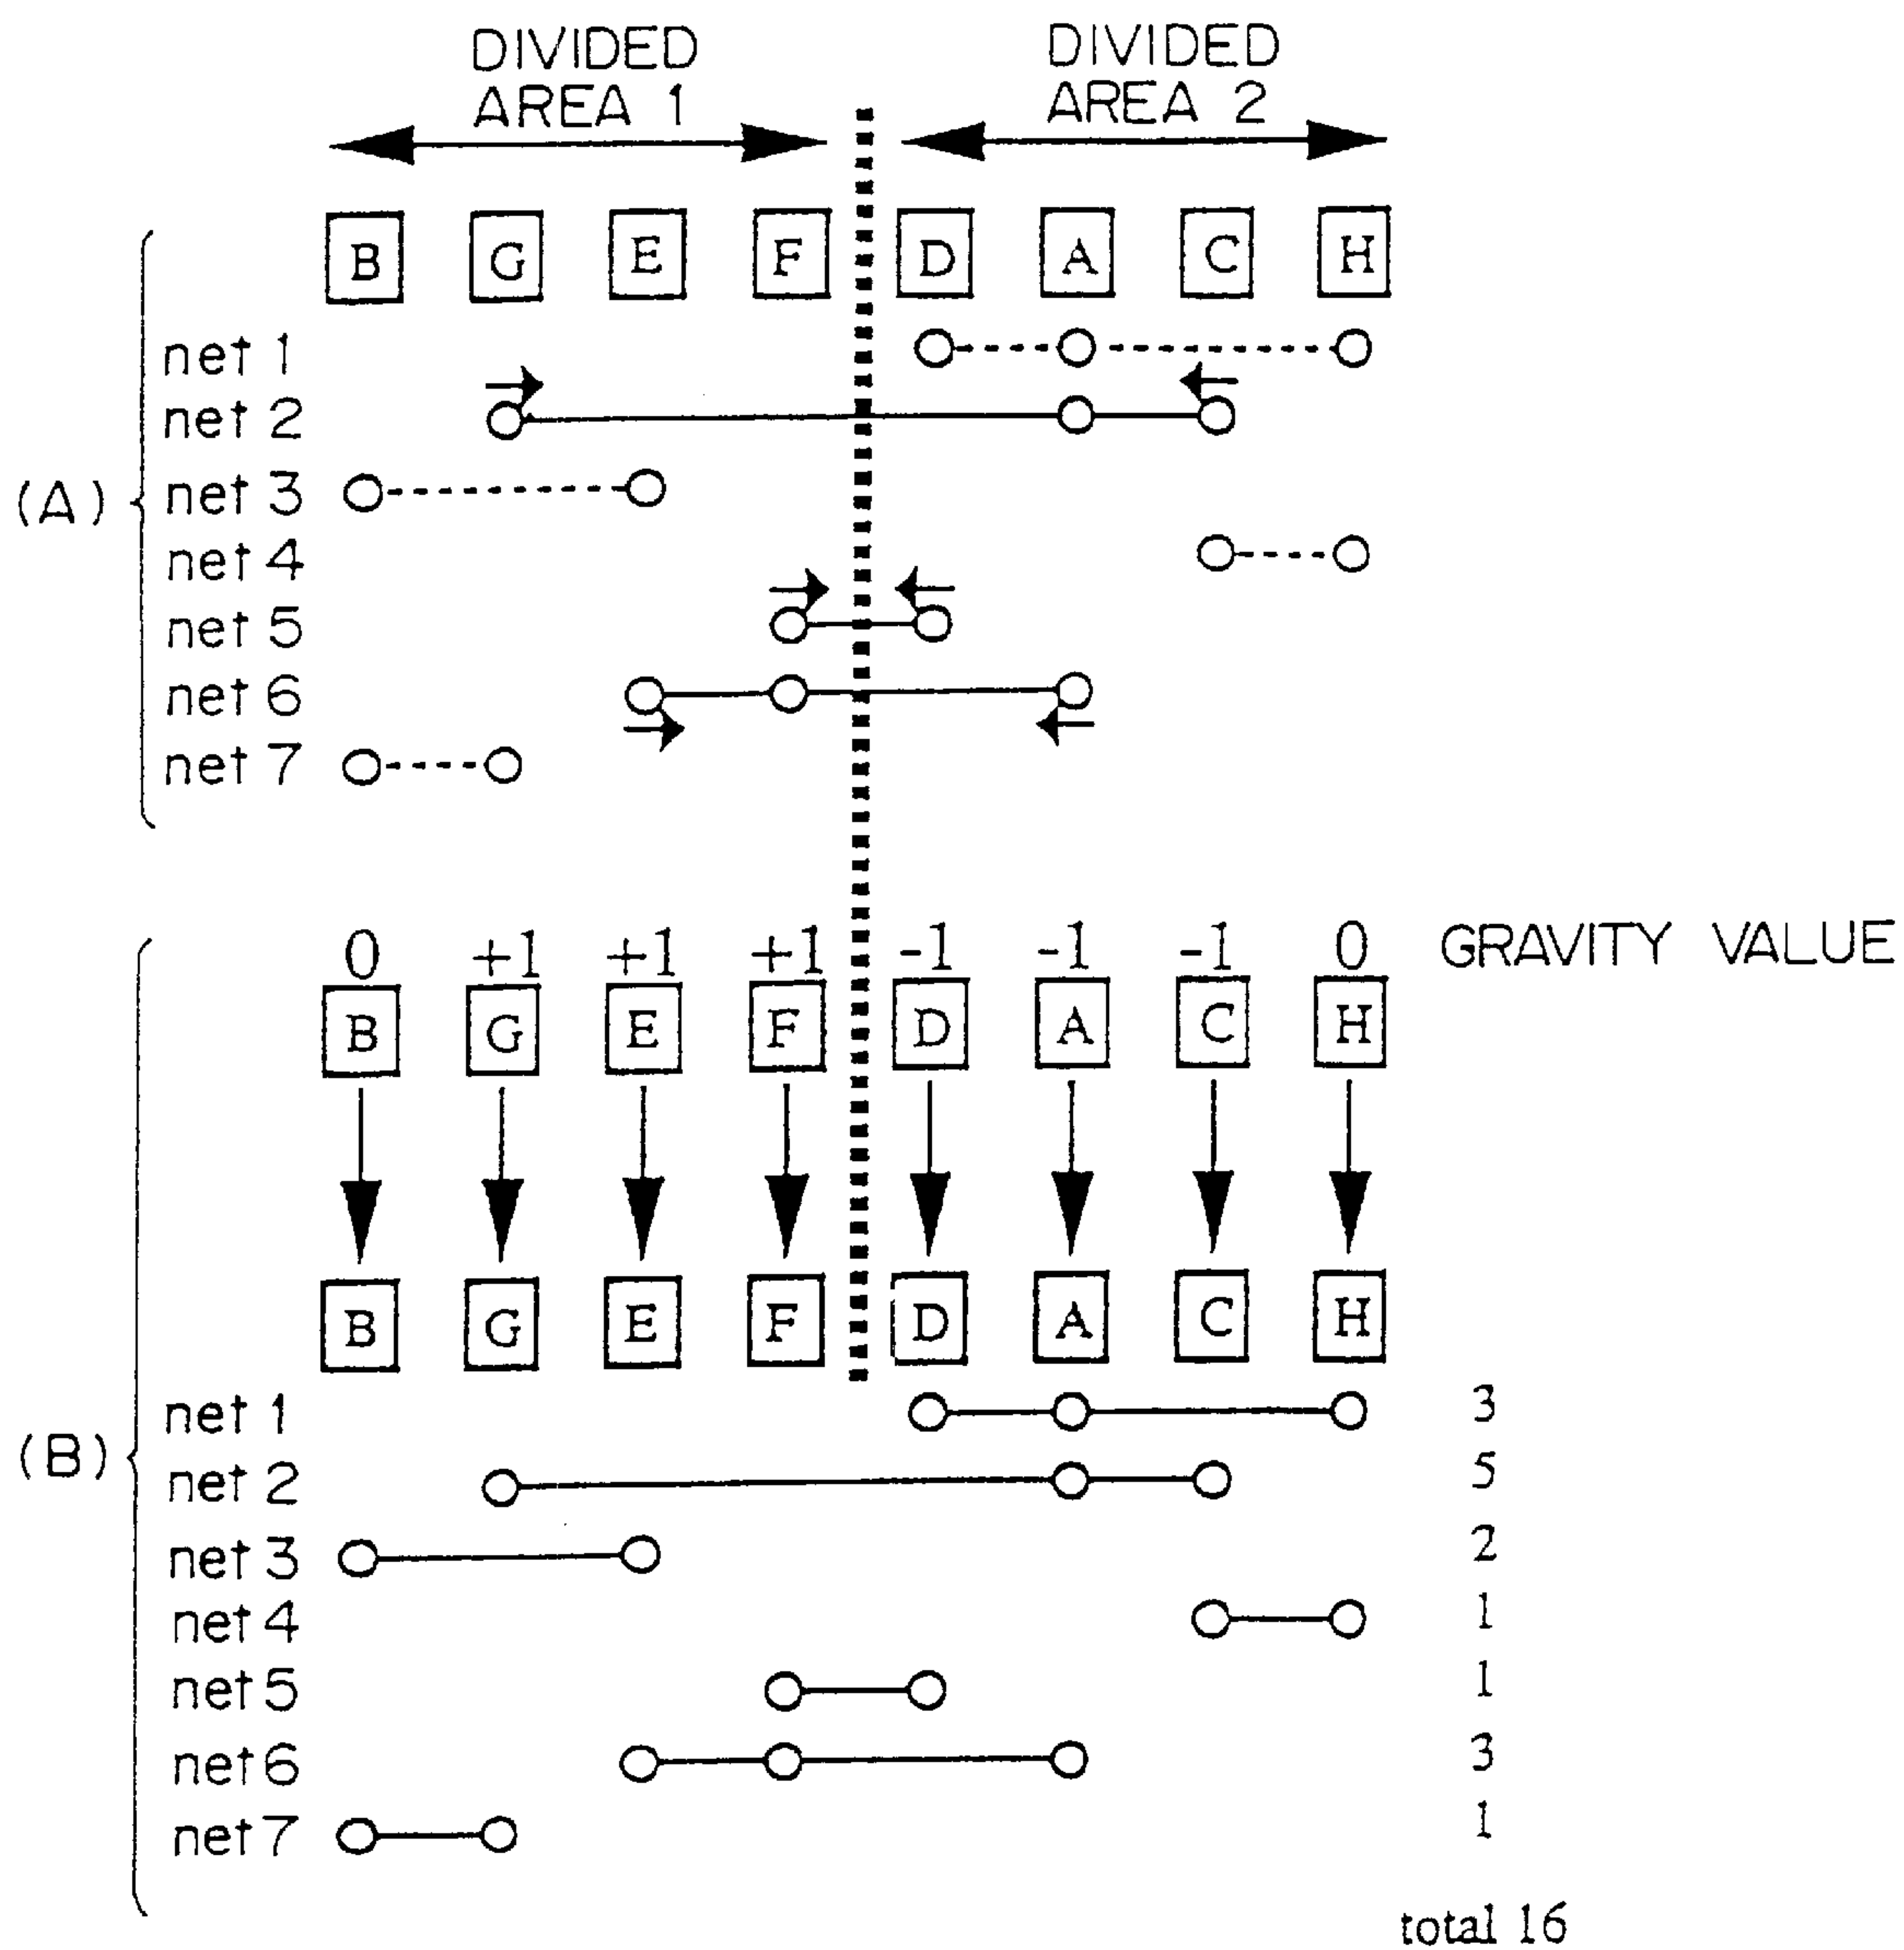 DIVIDED AREA 1
DIVIDED AREA 2
B G E F D A C H
(A)
net 1
net 2
net 3
net 4
net 5
net 6
net 7
0 +1 +1 +1 -1 -1 -1 0 GRAVITY VALUE
B G E F D A C H
B G E F D A C H
(B)
net 1 3
net 2 5
net 3 2
net 4 1
net 5 1
net 6 3
net 7 1
total 16